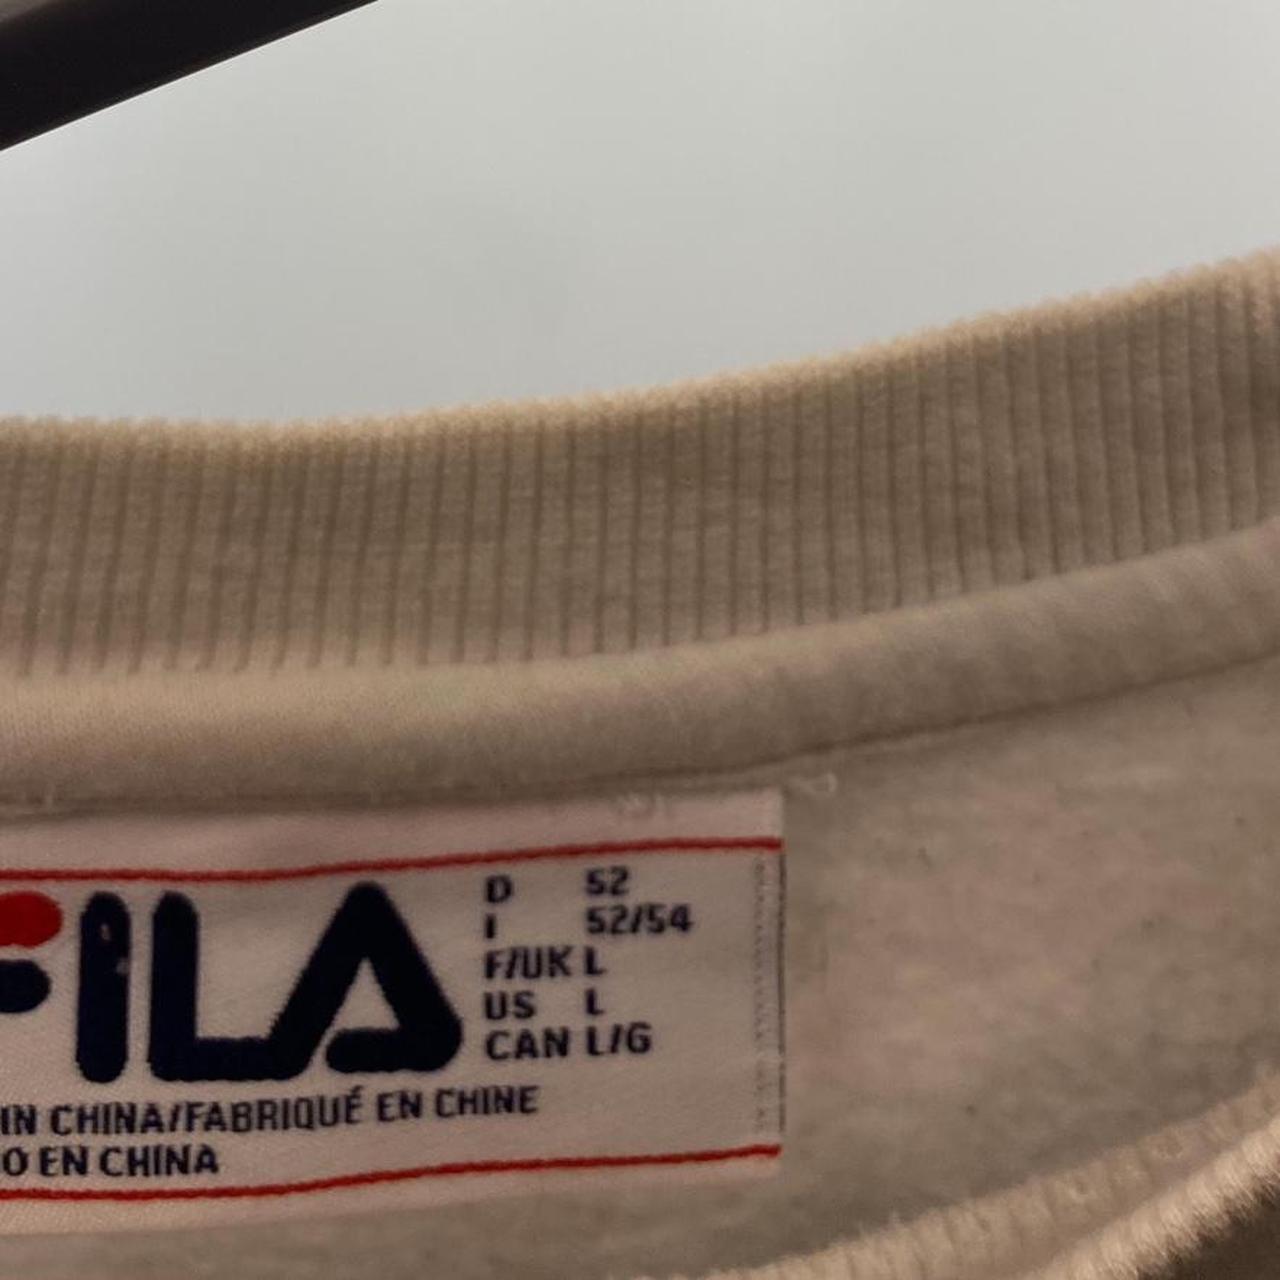 FILA
D 52
I 52/54
F/UK L
US L
CAN L/G
IN CHINA/FABRIQUÉ EN CHINE
O EN CHINA